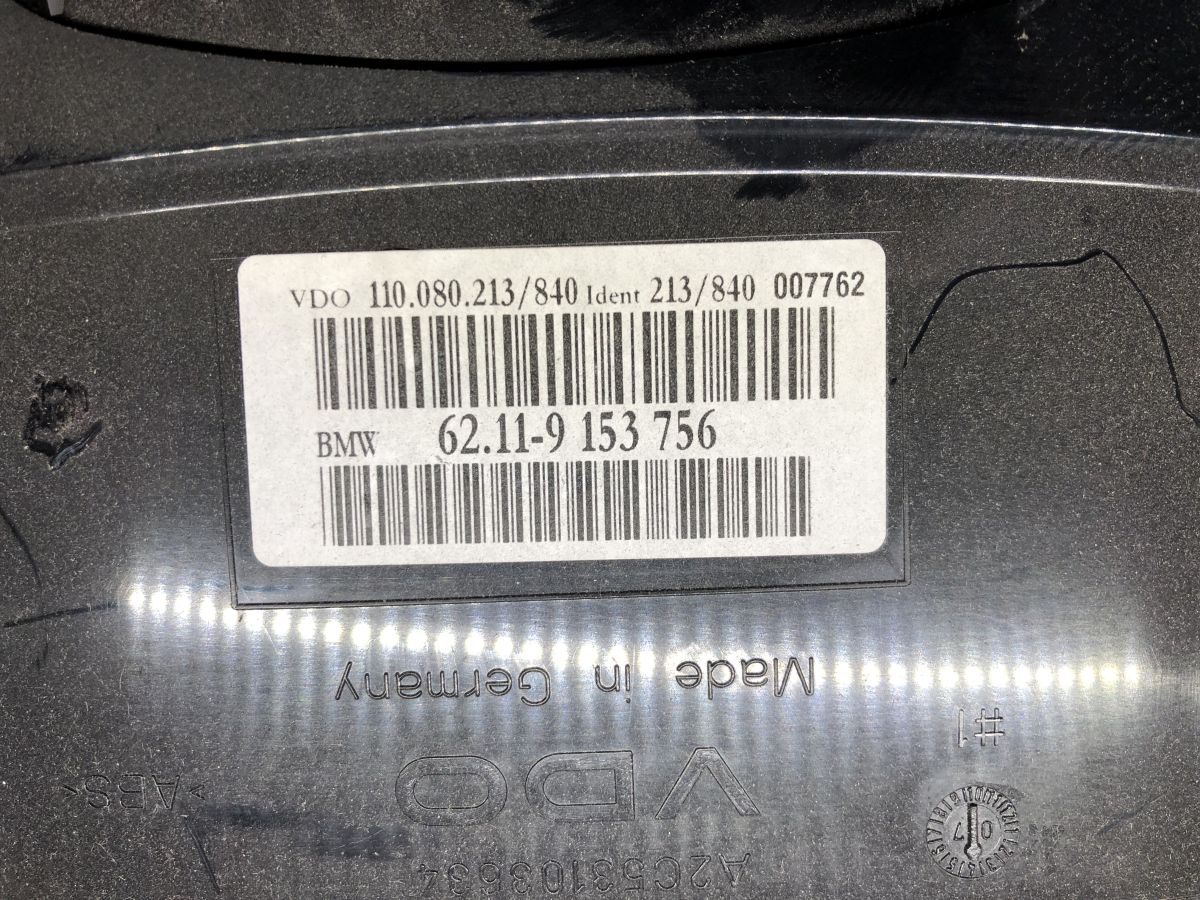 VDO 110.080.213/840 Ident 213/840 007762
BMW 62.11-9 153 756
Made in Germany
#1
VDO
>ABS<
07
A2C53103634